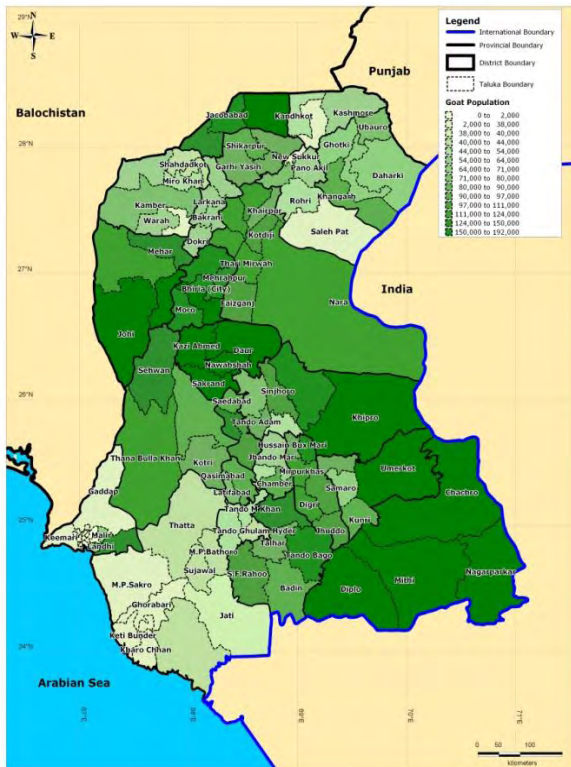 29°N
N
W E
S
Legend
International Boundary
Provincial Boundary
District Boundary
Taluka Boundary
Goat Population
0 to 2,000
2,000 to 38,000
38,000 to 40,000
40,000 to 44,000
44,000 to 54,000
54,000 to 64,000
64,000 to 71,000
71,000 to 80,000
80,000 to 90,000
90,000 to 97,000
97,000 to 111,000
111,000 to 124,000
124,000 to 150,000
150,000 to 192,000
Punjab
Balochistan
Jacobabad
Kandhkot
Kashmore
Ubauro
28°N
Shikarpur
Ghotki
New Sukkur
Shahdadkot
Garhi Yasin
Pano Akil
Daharki
Miro Khan
Larkana
Rohri
Khangarh
Kamber
Khairpur
Bakrani
Warah
Kotdiji
Saleh Pat
Dokri
Mehar
Thari Mirwah
27°N
Mehrabpur
India
Bhiria (City)
Nara
Moro
Faizganj
Johi
Kazi Ahmed
Daur
Sehwan
Nawabshah
Sakrand
Sinjhoro
26°N
Saedabad
Khipro
Tando Adam
Hussain Bux Mari
Thana Bulla Khan
Jhando Mari
Kotri
Mirpurkhas
Umerkot
Qasimabad
Chamber
Samaro
Gaddap
Latifabad
Chachro
Digri
Tando M.Khan
Kunri
25°N
Thatta
Tando Ghulam Hyder
Jhuddo
Keemari
Malir
Landhi
M.P.Bathoro
Talhar
Tando Bago
Nagarparkar
M.P.Sakro
Sujawal
S.F.Rahoo
Mithi
Badin
Diplo
Ghorabari
Jati
Keti Bunder
24°N
Kharo Chhan
Arabian Sea
67°E
68°E
69°E
70°E
71°E
0 50 100
kilometers